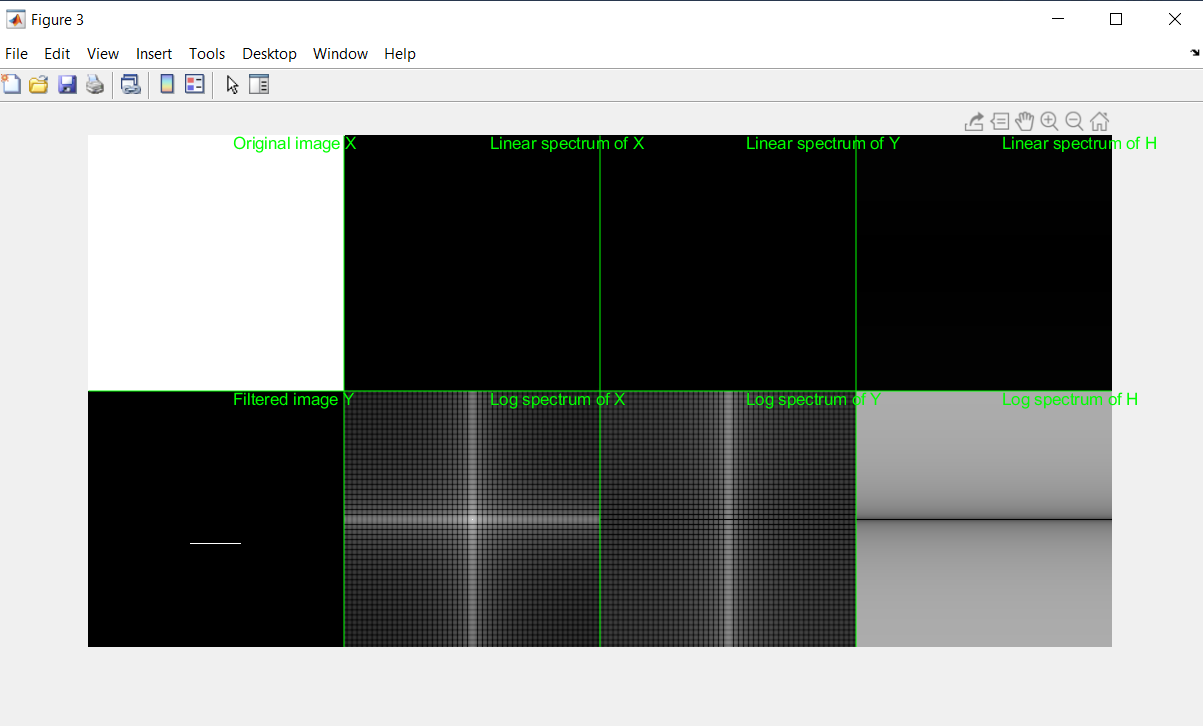 Figure 3
File Edit View Insert Tools Desktop Window Help
Original image X Linear spectrum of X Linear spectrum of Y Linear spectrum of H
Filtered image Y Log spectrum of X Log spectrum of Y Log spectrum of H